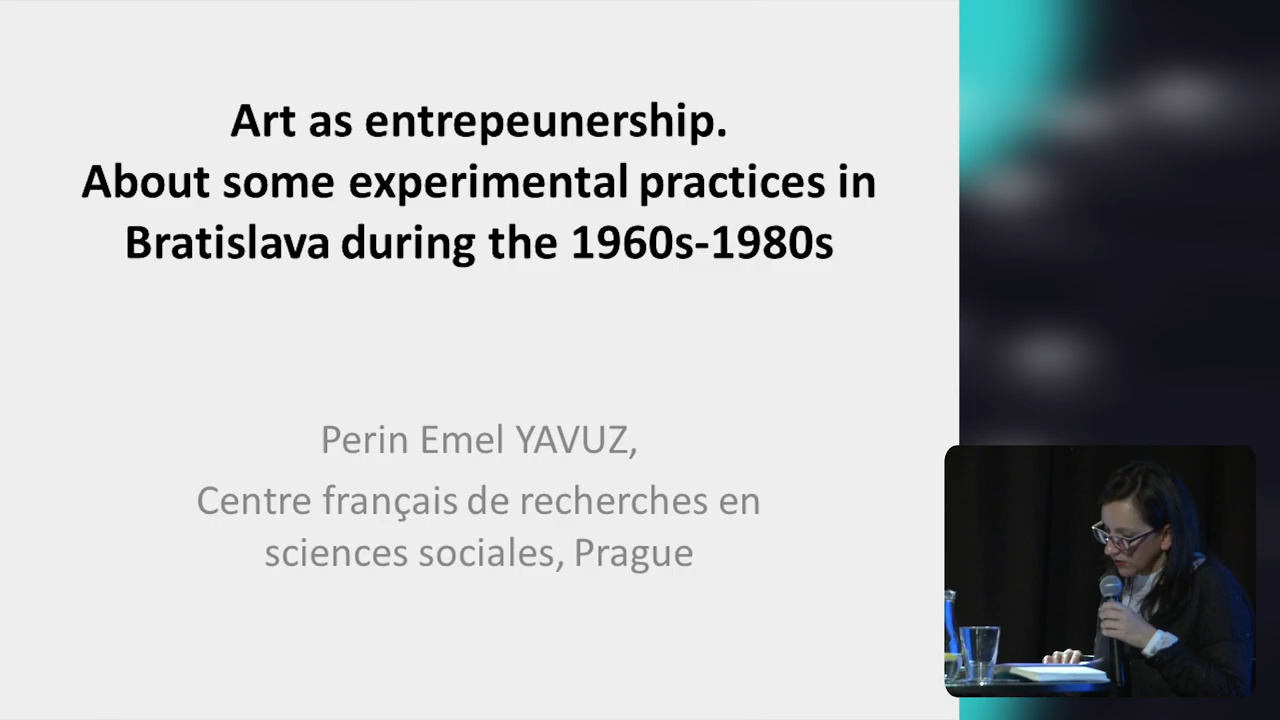 Art as entrepeunership.
About some experimental practices in
Bratislava during the 1960s-1980s
Perin Emel YAVUZ,
Centre français de recherches en
sciences sociales, Prague